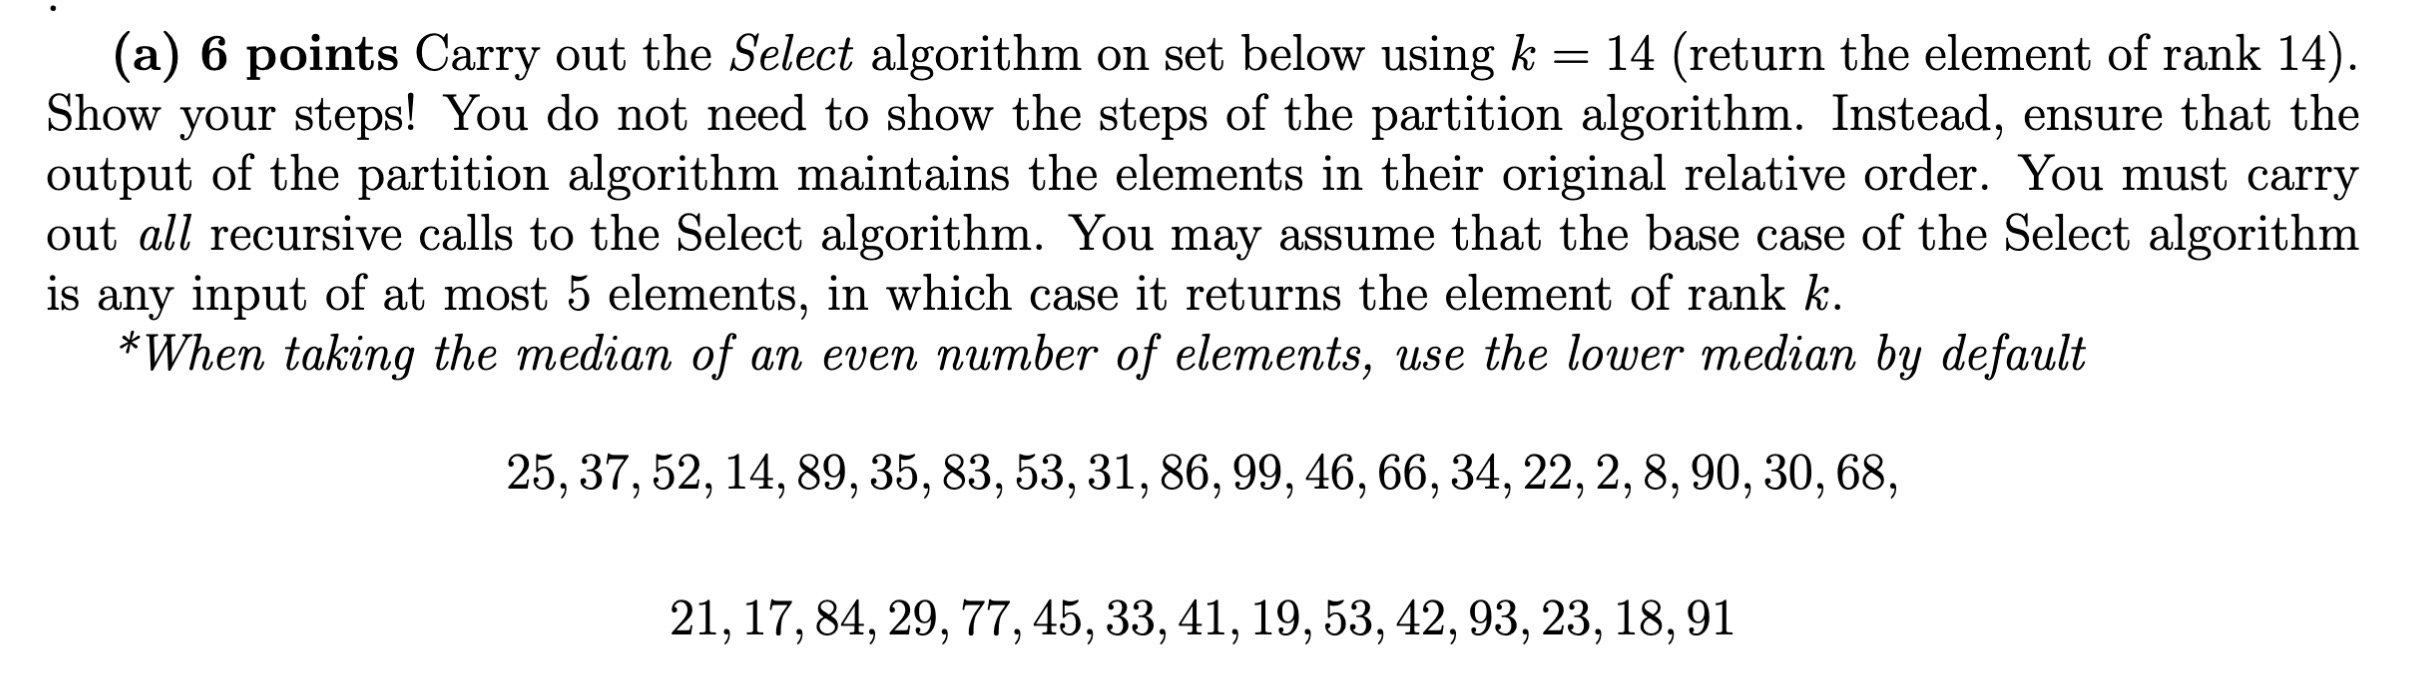 (a) 6 points Carry out the Select algorithm on set below using k = 14 (return the element of rank 14).
Show your steps! You do not need to show the steps of the partition algorithm. Instead, ensure that the
output of the partition algorithm maintains the elements in their original relative order. You must carry
out all recursive calls to the Select algorithm. You may assume that the base case of the Select algorithm
is any input of at most 5 elements, in which case it returns the element of rank k.
*When taking the median of an even number of elements, use the lower median by default
25, 37, 52, 14, 89, 35, 83, 53, 31, 86, 99, 46, 66, 34, 22, 2, 8, 90, 30, 68,
21, 17, 84, 29, 77, 45, 33, 41, 19, 53, 42, 93, 23, 18, 91